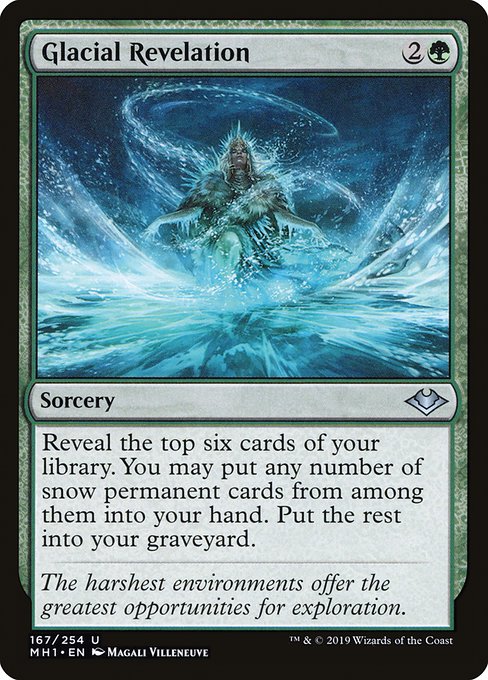 Glacial Revelation 2
Sorcery
Reveal the top six cards of your
library. You may put any number of
snow permanent cards from among
them into your hand. Put the rest
into your graveyard.
The harshest environments offer the
greatest opportunities for exploration.
167/254 U
™ & © 2019 Wizards of the Coast
MH1 • EN Magali Villeneuve